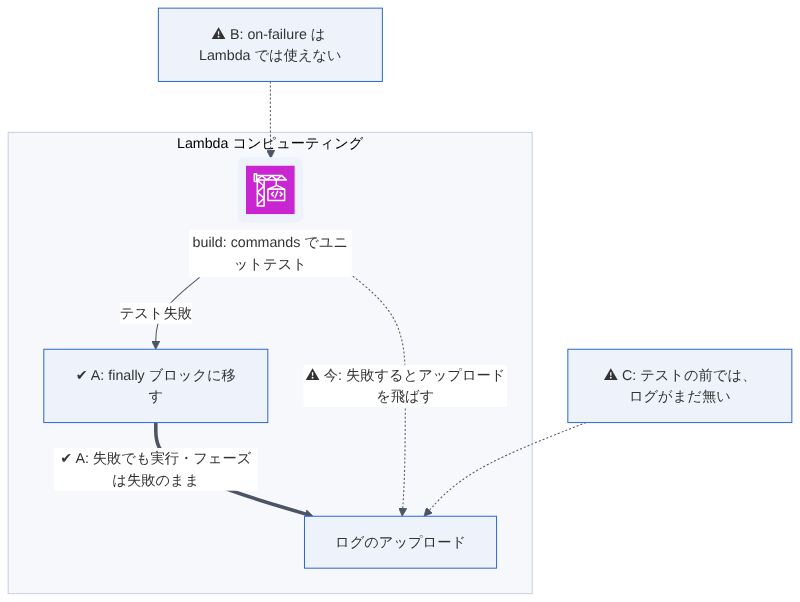 ⚠ B: on-failure は
Lambda では使えない
Lambda コンピューティング
build: commands でユニ
ットテスト
テスト失敗
✔ A: finally ブロックに移
す
⚠ 今: 失敗するとアップロード
を飛ばす
⚠ C: テストの前では、
ログがまだ無い
✔ A: 失敗でも実行・フェーズ
は失敗のまま
ログのアップロード